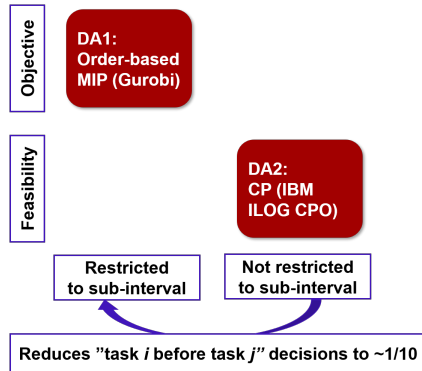 Objective
DA1:
Order-based
MIP (Gurobi)
Feasibility
DA2:
CP (IBM
ILOG CPO)
Restricted
to sub-interval
Not restricted
to sub-interval
Reduces ”task i before task j” decisions to ~1/10